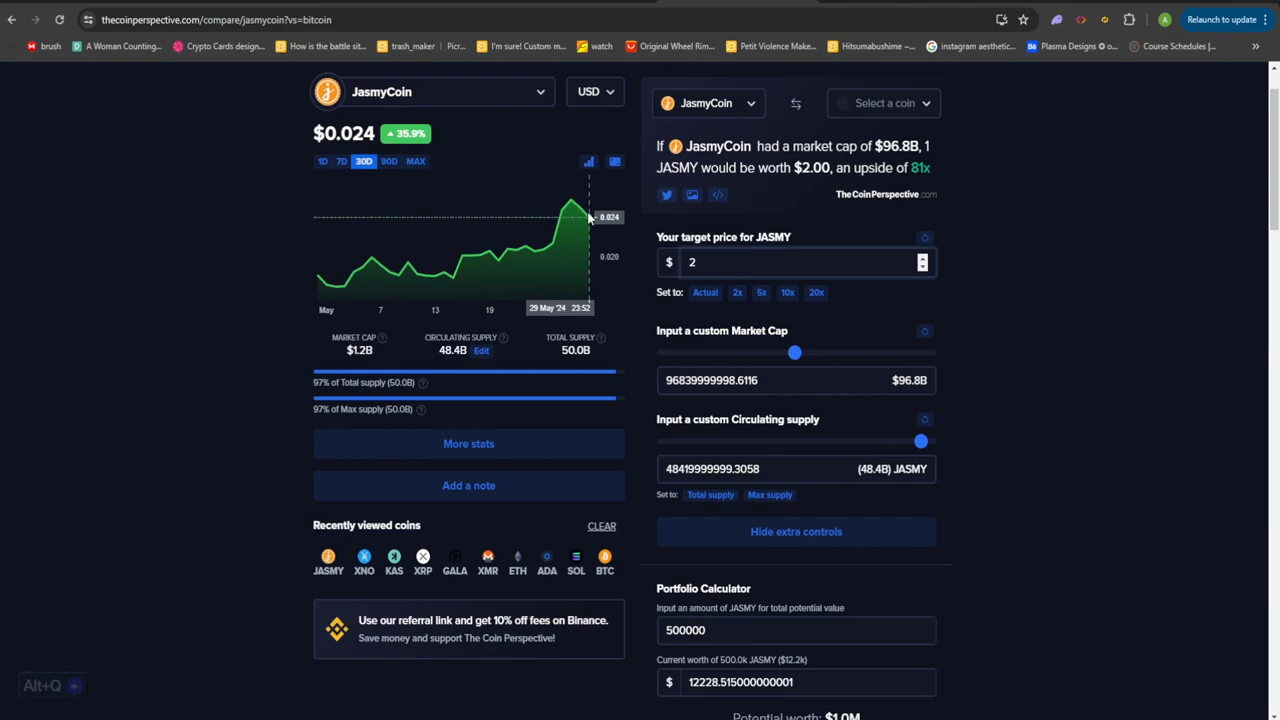 thecoinperspective.com/compare/jasmycoin?vs=bitcoin
Relaunch to update
brush
A Woman Counting...
Crypto Cards design...
How is the battle sit...
trash_maker | Picr...
I'm sure! Custom m...
watch
Original Wheel Rim...
Petit Violence Make...
Hitsumabushime –...
instagram aesthetic...
Plasma Designs
Course Schedules |...
JasmyCoin
USD
$0.024
35.9%
1D 7D 30D 90D MAX
0.024
0.020
29 May '24 23:52
May 7 13 19
MARKET CAP
$1.2B
CIRCULATING SUPPLY
48.4B Edit
TOTAL SUPPLY
50.0B
97% of Total supply (50.0B)
97% of Max supply (50.0B)
More stats
Add a note
Recently viewed coins
CLEAR
JASMY XNO KAS XRP GALA XMR ETH ADA SOL BTC
Use our referral link and get 10% off fees on Binance.
Save money and support The Coin Perspective!
Alt+Q
JasmyCoin
Select a coin
If JasmyCoin had a market cap of $96.8B, 1
JASMY would be worth $2.00, an upside of 81x
TheCoinPerspective.com
Your target price for JASMY
$ 2
Set to: Actual 2x 5x 10x 20x
Input a custom Market Cap
96839999998.6116 $96.8B
Input a custom Circulating supply
48419999999.3058 (48.4B) JASMY
Set to: Total supply Max supply
Hide extra controls
Portfolio Calculator
Input an amount of JASMY for total potential value
500000
Current worth of 500.0k JASMY ($12.2k)
$ 12228.515000000001
Potential worth: $1.0M